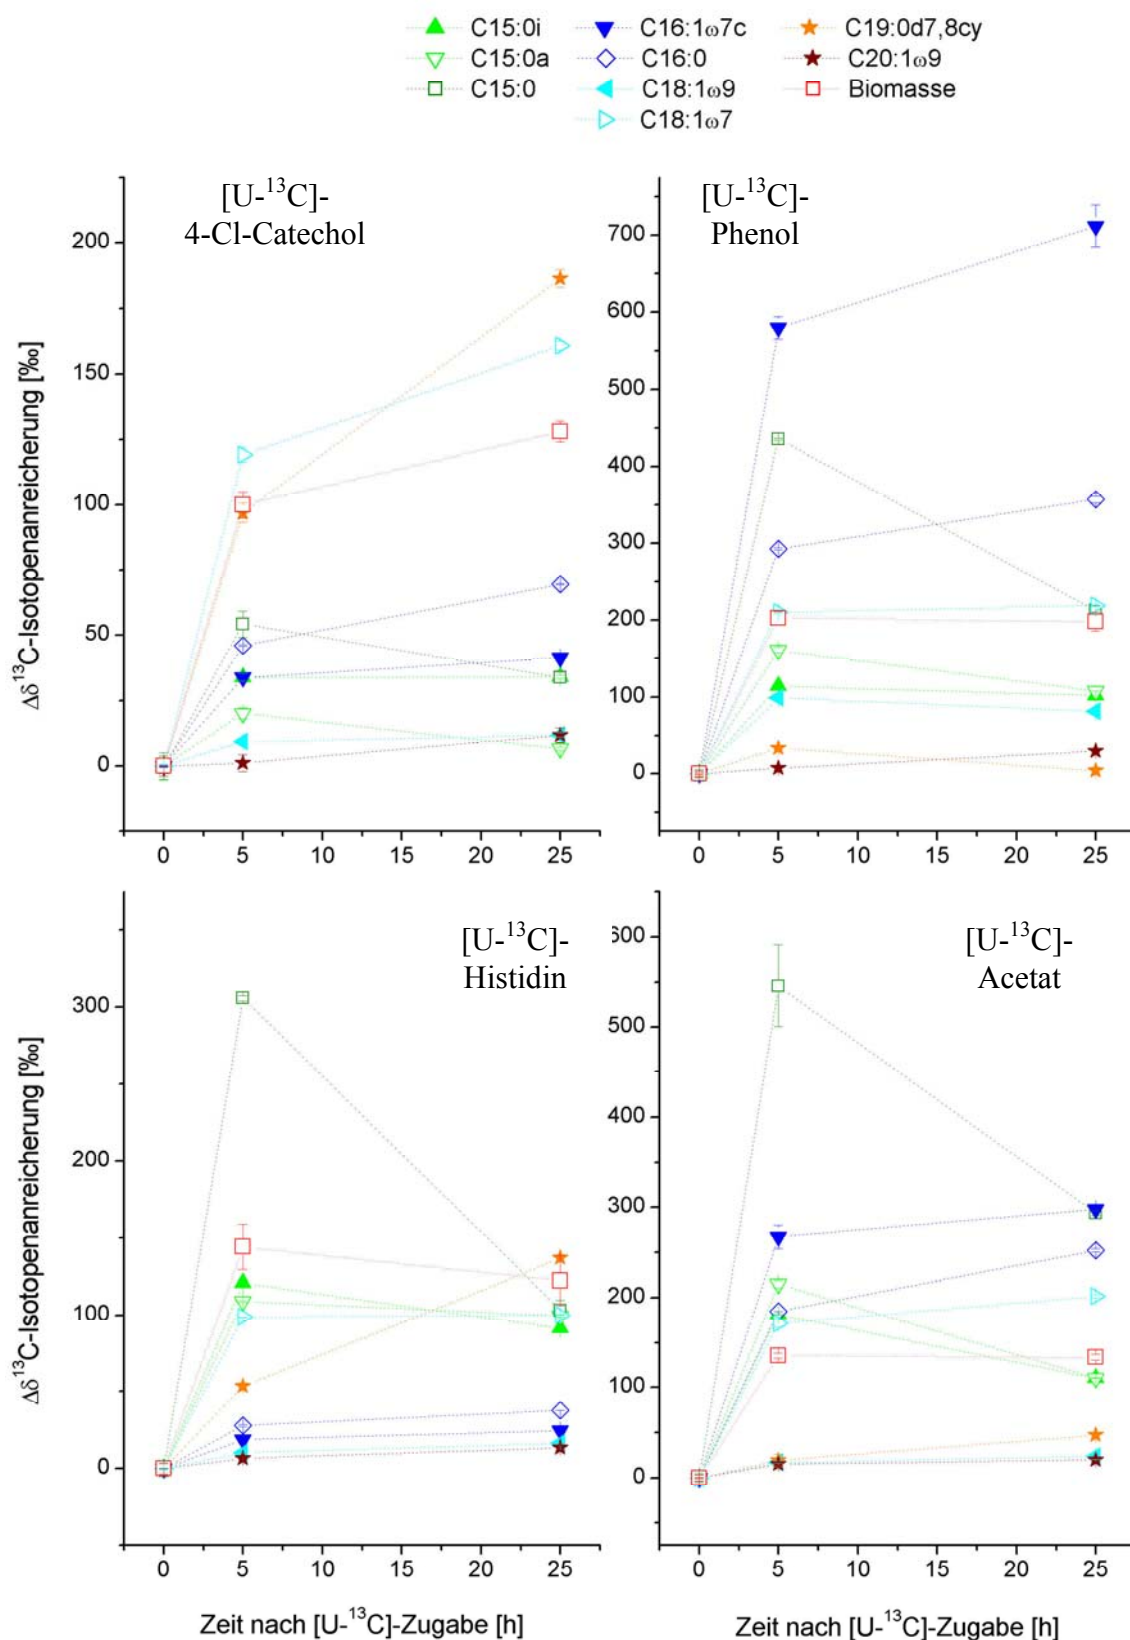 C15:0i C16:1ω7c C19:0d7,8cy
C15:0a C16:0 C20:1ω9
C15:0 C18:1ω9 Biomasse
C18:1ω7
[U-¹³C]-
4-Cl-Catechol
200
150
100
50
0
0 5 10 15 20 25
Δδ¹³C-Isotopenanreicherung [‰]
[U-¹³C]-
Phenol
700
600
500
400
300
200
100
0
0 5 10 15 20 25
[U-¹³C]-
Histidin
300
200
100
0
0 5 10 15 20 25
Δδ¹³C-Isotopenanreicherung [‰]
Zeit nach [U-¹³C]-Zugabe [h]
[U-¹³C]-
Acetat
600
500
400
300
200
100
0
0 5 10 15 20 25
Zeit nach [U-¹³C]-Zugabe [h]